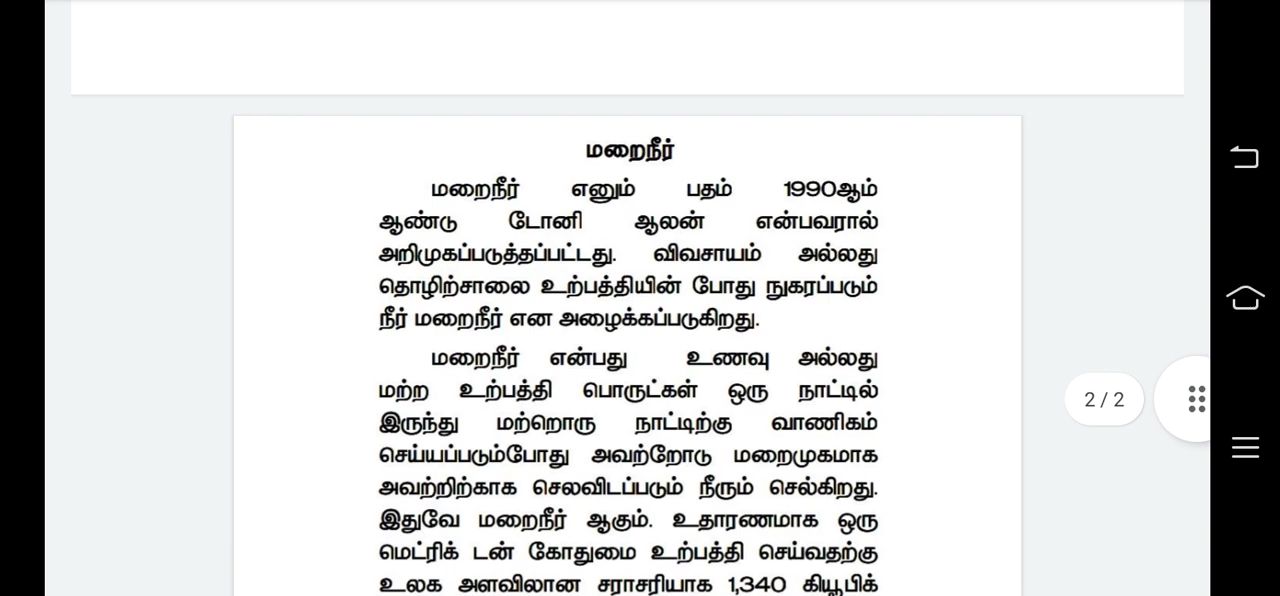 மறைநீர்
மறைநீர் எனும் பதம் 1990ஆம்
ஆண்டு டோனி ஆலன் என்பவரால்
அறிமுகப்படுத்தப்பட்டது. விவசாயம் அல்லது
தொழிற்சாலை உற்பத்தியின் போது நுகரப்படும்
நீர் மறைநீர் என அழைக்கப்படுகிறது.
மறைநீர் என்பது உணவு அல்லது
மற்ற உற்பத்தி பொருட்கள் ஒரு நாட்டில்
இருந்து மற்றொரு நாட்டிற்கு வாணிகம்
செய்யப்படும்போது அவற்றோடு மறைமுகமாக
அவற்றிற்காக செலவிடப்படும் நீரும் செல்கிறது.
இதுவே மறைநீர் ஆகும். உதாரணமாக ஒரு
மெட்ரிக் டன் கோதுமை உற்பத்தி செய்வதற்கு
உலக அளவிலான சராசரியாக 1,340 கியூபிக்
2 / 2